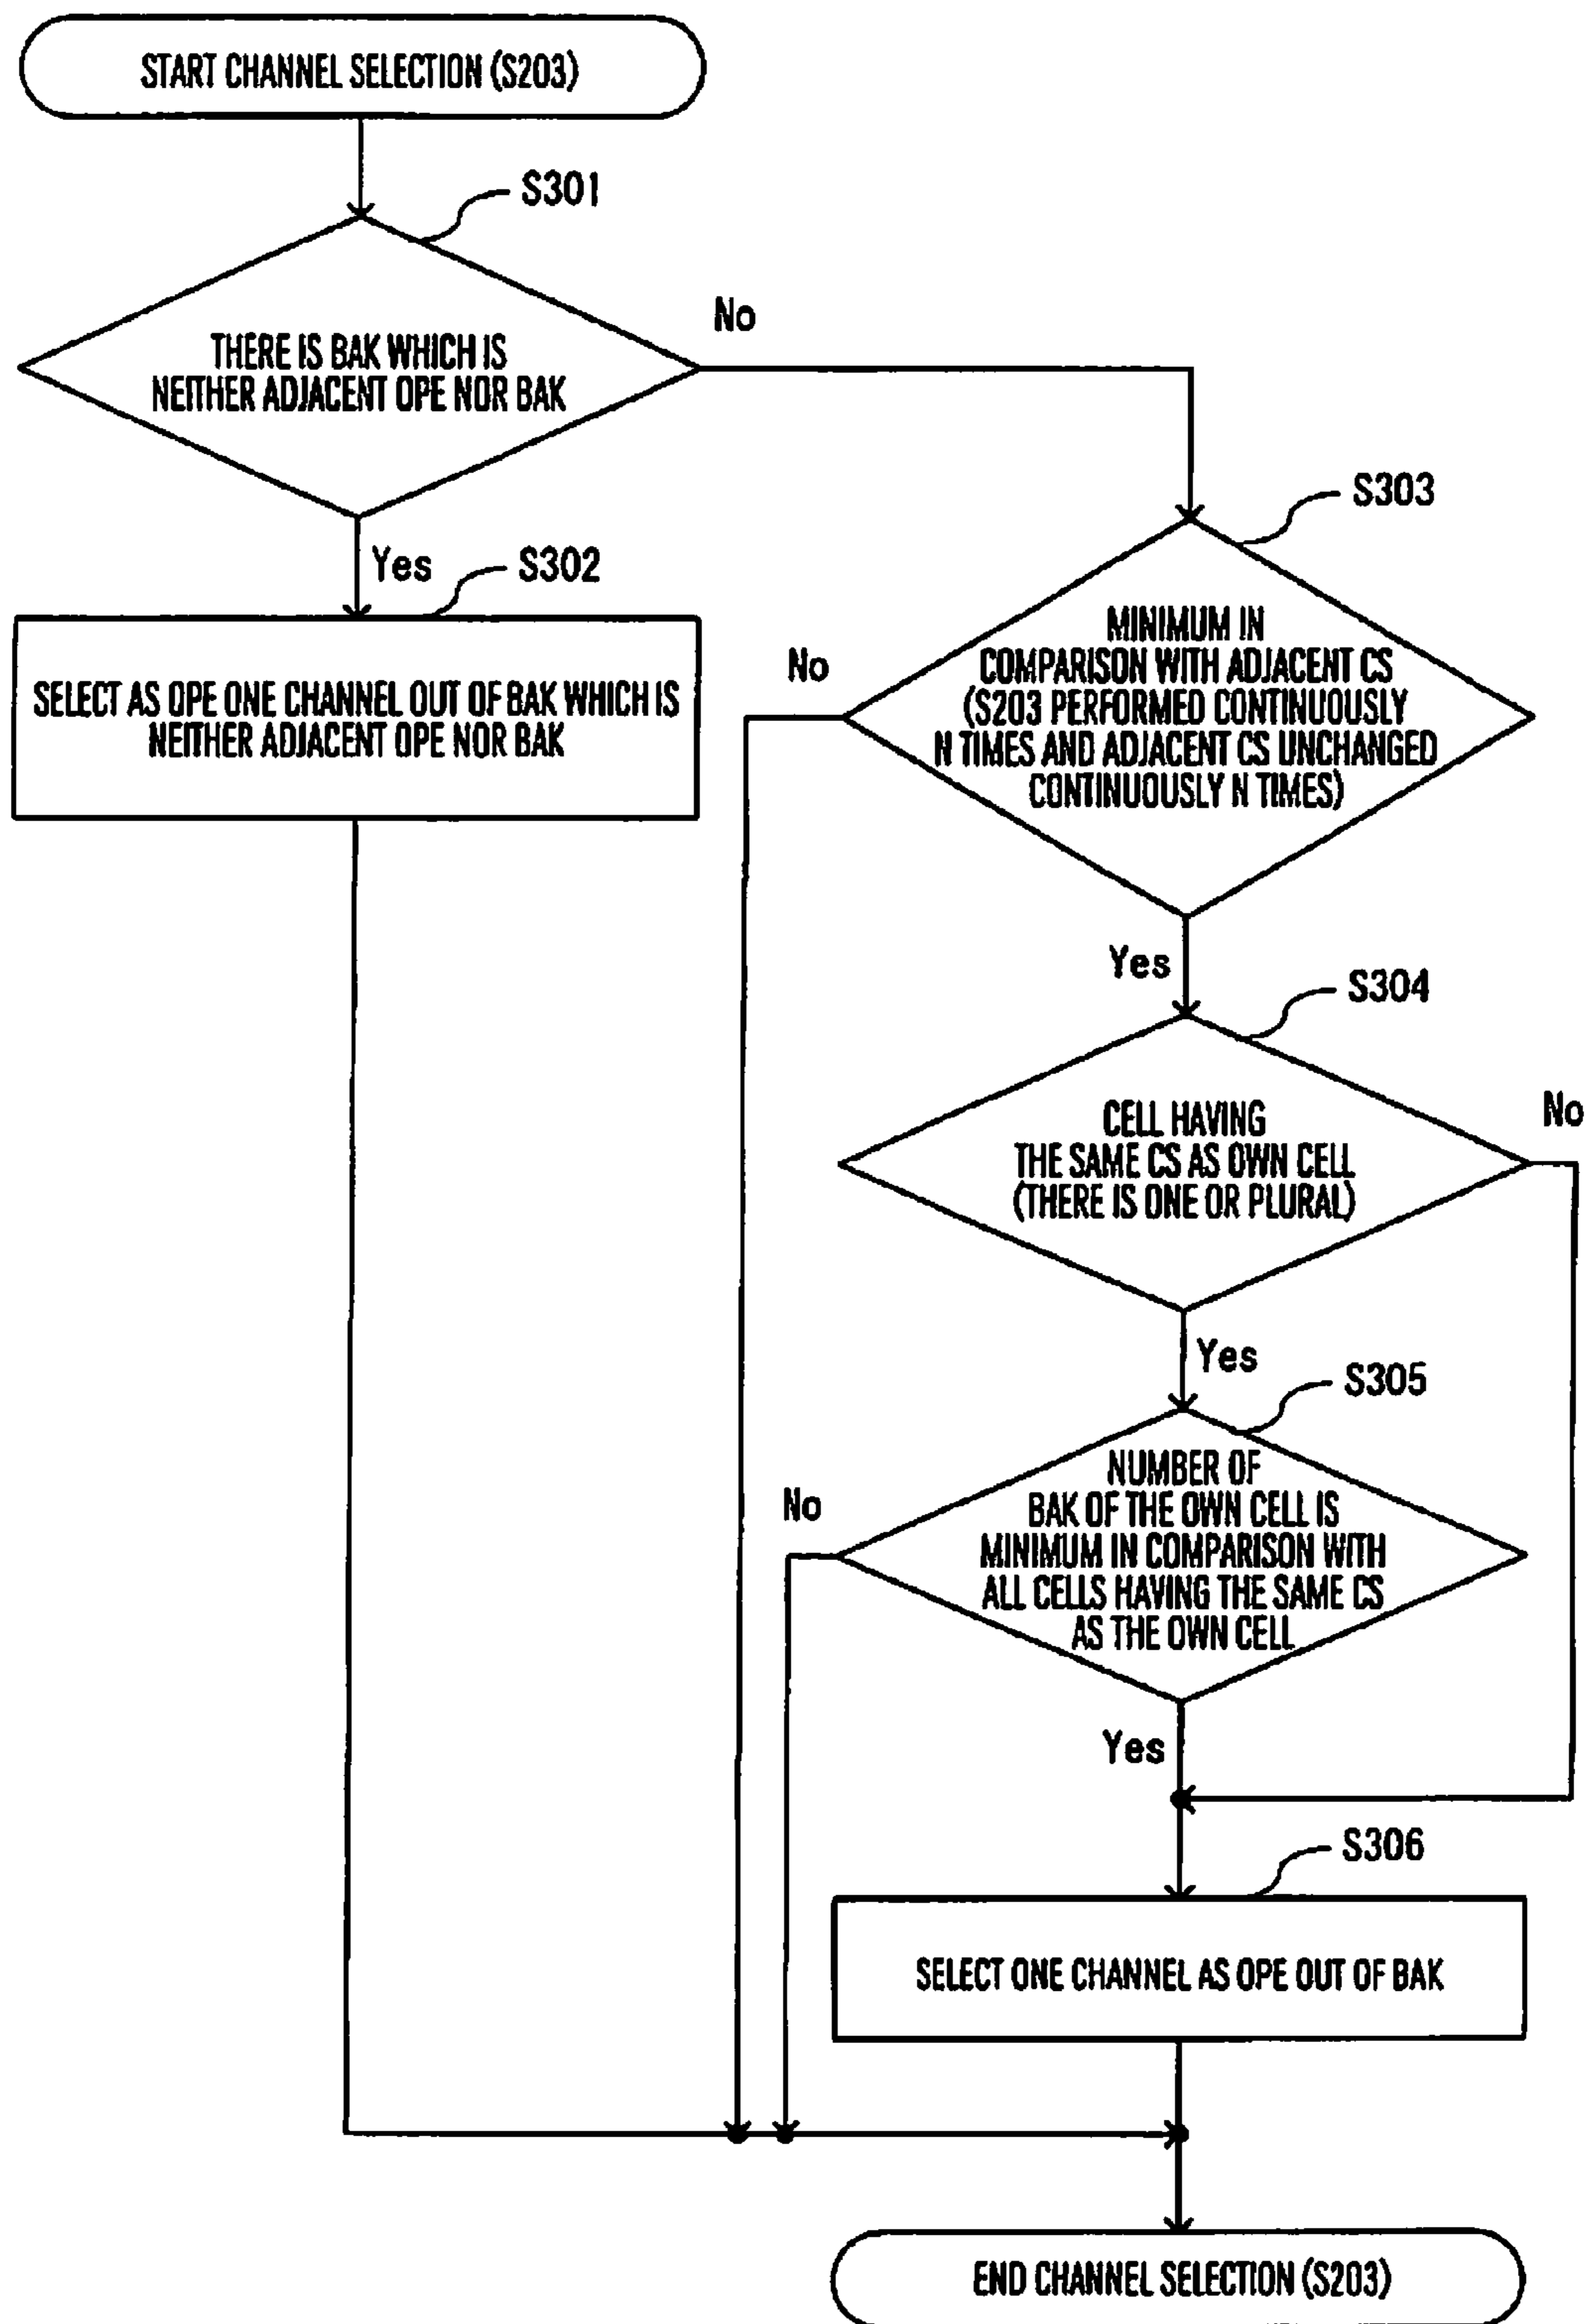 START CHANNEL SELECTION (S203)
S301
No
THERE IS BAK WHICH IS
NEITHER ADJACENT OPE NOR BAK
Yes
S302
SELECT AS OPE ONE CHANNEL OUT OF BAK WHICH IS
NEITHER ADJACENT OPE NOR BAK
S303
No
MINIMUM IN
COMPARISON WITH ADJACENT CS
(S203 PERFORMED CONTINUOUSLY
N TIMES AND ADJACENT CS UNCHANGED
CONTINUOUSLY N TIMES)
Yes
S304
No
CELL HAVING
THE SAME CS AS OWN CELL
(THERE IS ONE OR PLURAL)
Yes
S305
No
NUMBER OF
BAK OF THE OWN CELL IS
MINIMUM IN COMPARISON WITH
ALL CELLS HAVING THE SAME CS
AS THE OWN CELL
Yes
S306
SELECT ONE CHANNEL AS OPE OUT OF BAK
END CHANNEL SELECTION (S203)